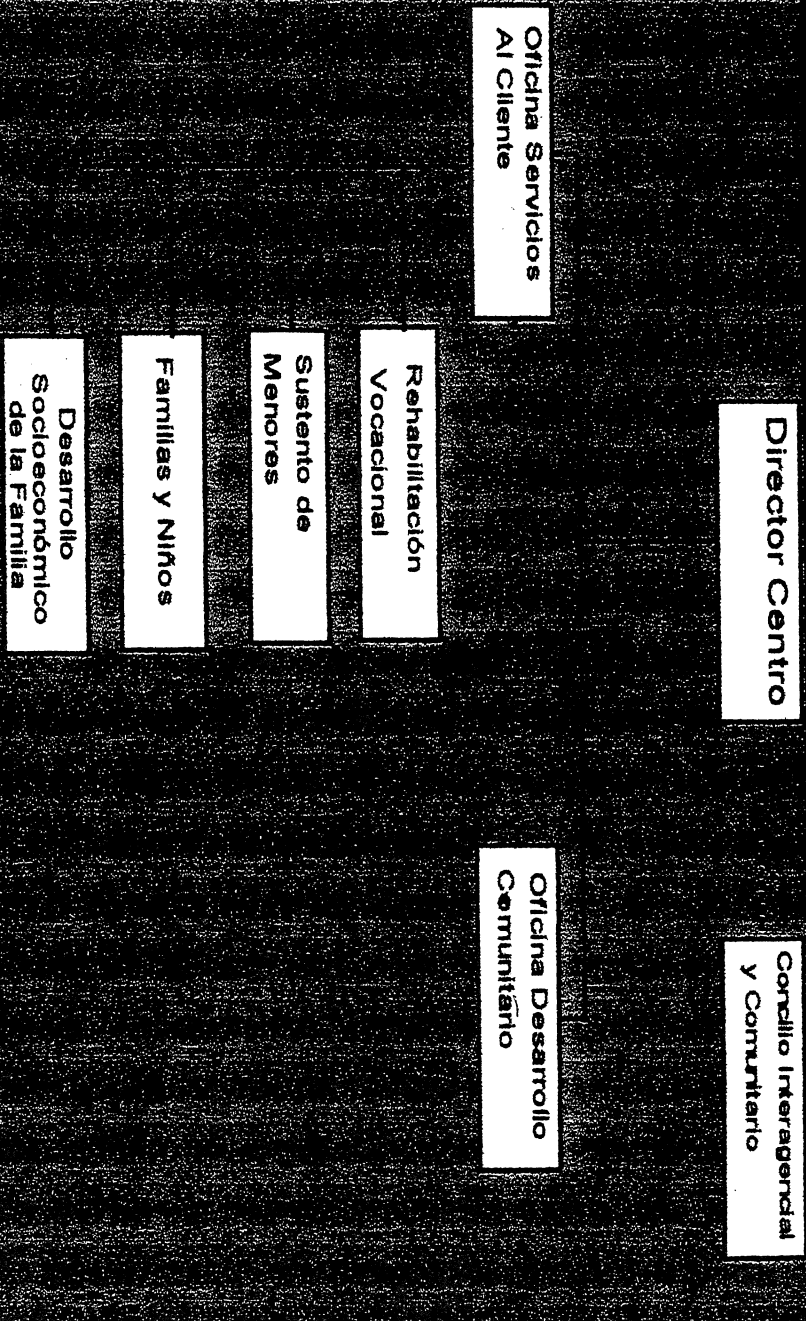 Director Centro
Concilio Interagencial
y Comunitario
Oficina Servicios
Al Cliente
Oficina Desarrollo
Comunitario
Rehabilitación
Vocacional
Sustento de
Menores
Familias y Niños
Desarrollo
Socioeconómico
de la Familia